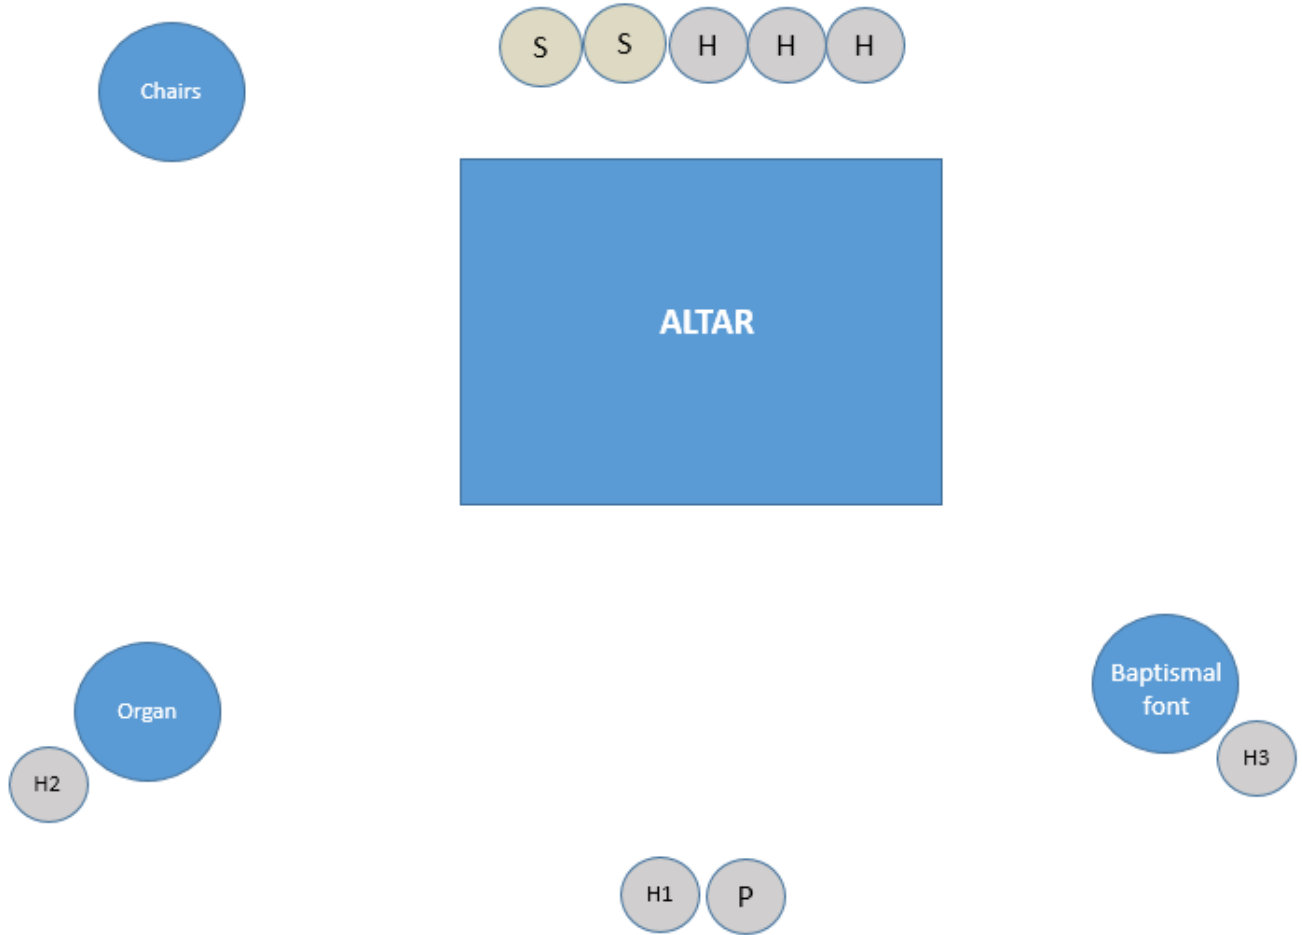 S S H H H
Chairs
ALTAR
Baptismal
font
Organ
H3
H2
H1 P